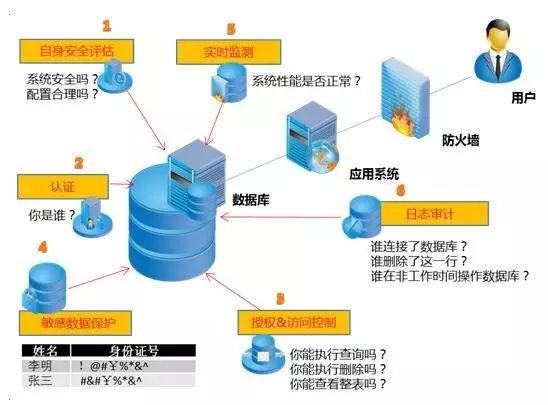 1
自身安全评估
系统安全吗？
配置合理吗？
5
实时监测
系统性能是否正常？
用户
防火墙
应用系统
数据库
2
认证
你是谁？
6
日志审计
谁连接了数据库？
谁删除了这一行？
谁在非工作时间操作数据库？
4
敏感数据保护
姓名 身份证号
李明 ！@#￥%*&^
张三 #&#￥%*&^
3
授权&访问控制
你能执行查询吗？
你能执行删除吗？
你能查看整表吗？